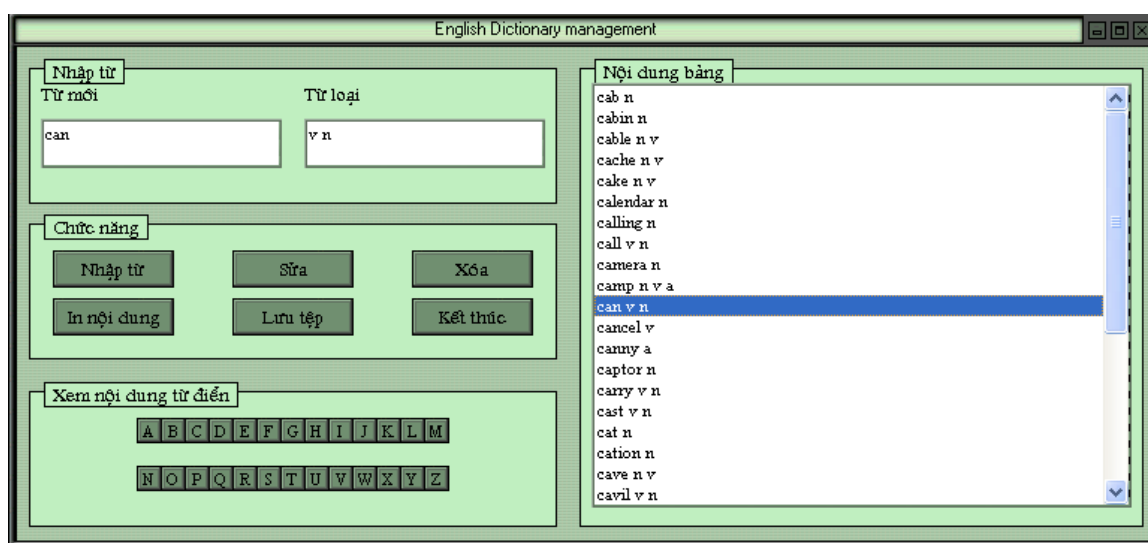 English Dictionary management
Nhập từ
Từ mới Từ loại
can v n
Chức năng
Nhập từ Sửa Xóa
In nội dung Lưu tệp Kết thúc
Xem nội dung từ điển
A B C D E F G H I J K L M
N O P Q R S T U V W X Y Z
Nội dung bảng
cab n
cabin n
cable n v
cache n v
cake n v
calendar n
calling n
call v n
camera n
camp n v a
can v n
cancel v
canny a
captor n
carry v n
cast v n
cat n
cation n
cave n v
cavil v n